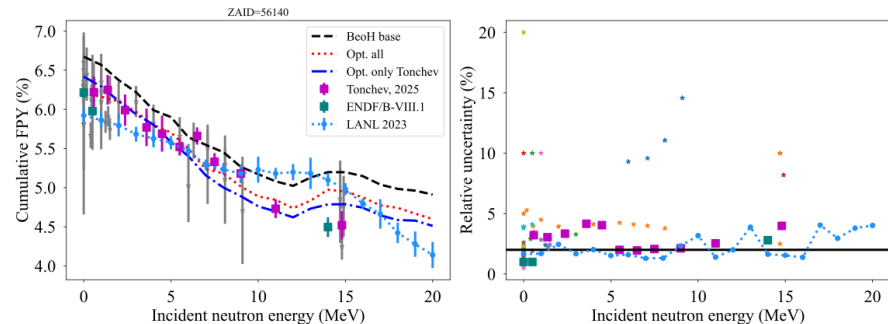 ZAID=56140
Cumulative FPY (%)
7.0
6.5
6.0
5.5
5.0
4.5
4.0
BeoH base
Opt. all
Opt. only Tonchev
Tonchev, 2025
ENDF/B-VIII.1
LANL 2023
0 5 10 15 20
Incident neutron energy (MeV)
Relative uncertainty (%)
20
15
10
5
0
0 5 10 15 20
Incident neutron energy (MeV)